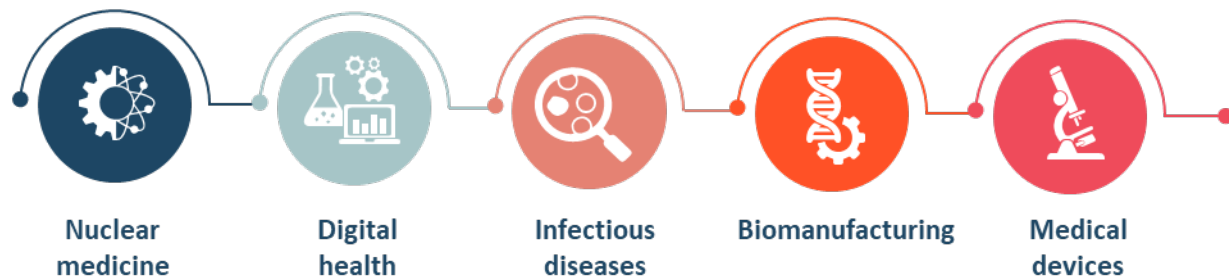 Nuclear
medicine
Digital
health
Infectious
diseases
Biomanufacturing
Medical
devices